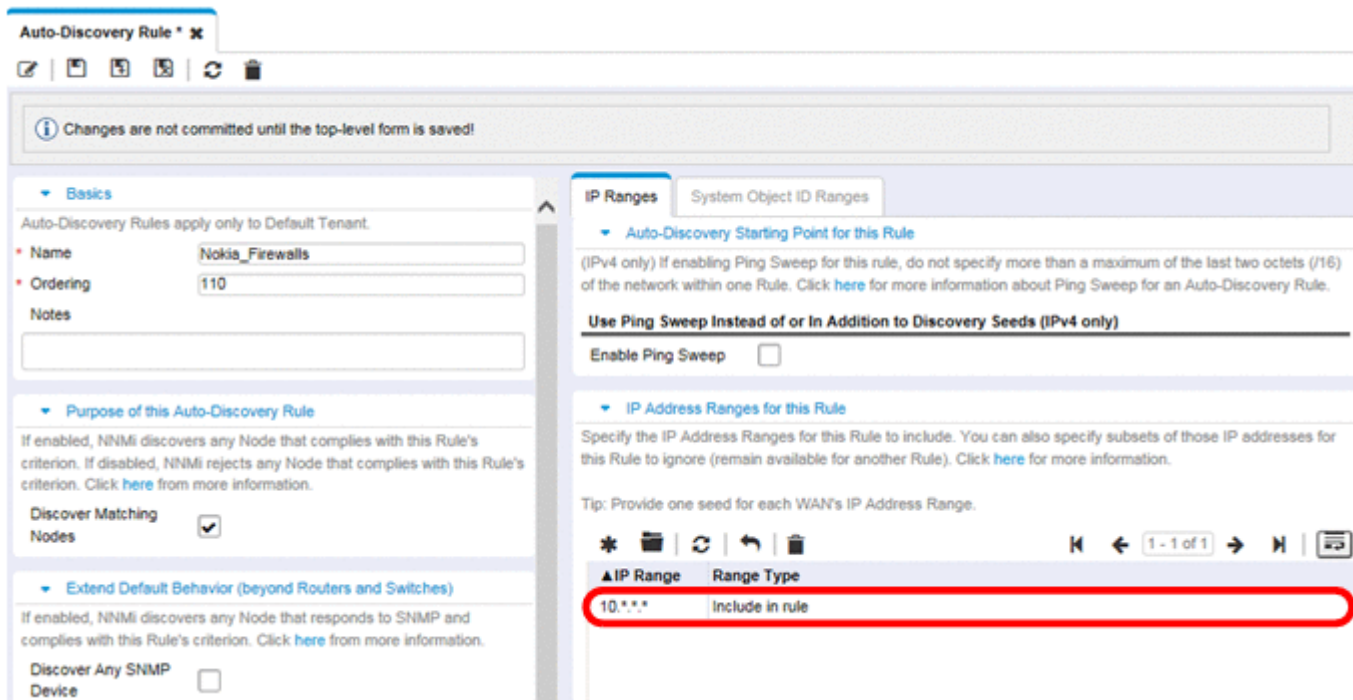 Auto-Discovery Rule *
Changes are not committed until the top-level form is saved!
Basics
Auto-Discovery Rules apply only to Default Tenant.
* Name Nokia_Firewalls
* Ordering 110
Notes
Purpose of this Auto-Discovery Rule
If enabled, NNMi discovers any Node that complies with this Rule's
criterion. If disabled, NNMi rejects any Node that complies with this Rule's
criterion. Click here from more information.
Discover Matching
Nodes
Extend Default Behavior (beyond Routers and Switches)
If enabled, NNMi discovers any Node that responds to SNMP and
complies with this Rule's criterion. Click here from more information.
Discover Any SNMP
Device
IP Ranges System Object ID Ranges
Auto-Discovery Starting Point for this Rule
(IPv4 only) If enabling Ping Sweep for this rule, do not specify more than a maximum of the last two octets (/16)
of the network within one Rule. Click here for more information about Ping Sweep for an Auto-Discovery Rule.
Use Ping Sweep Instead of or In Addition to Discovery Seeds (IPv4 only)
Enable Ping Sweep
IP Address Ranges for this Rule
Specify the IP Address Ranges for this Rule to include. You can also specify subsets of those IP addresses for
this Rule to ignore (remain available for another Rule). Click here for more information.
Tip: Provide one seed for each WAN's IP Address Range.
1 - 1 of 1
▲IP Range Range Type
10.*.*.* Include in rule